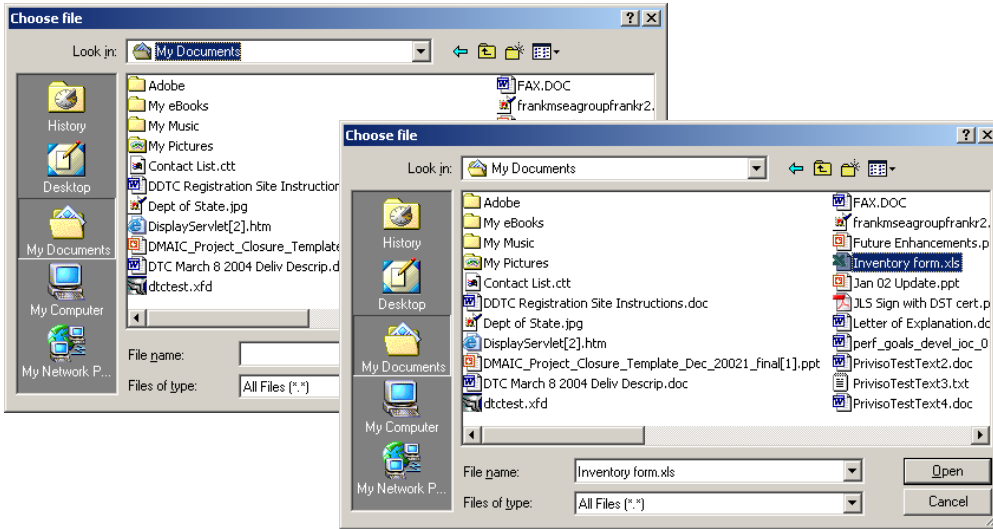 Choose file
Look in: My Documents
History
Desktop
My Documents
My Computer
My Network P...
Adobe
My eBooks
My Music
My Pictures
Contact List.ctt
DDTC Registration Site Instruction
Dept of State.jpg
DisplayServlet[2].htm
DMAIC_Project_Closure_Template
DTC March 8 2004 Deliv Descrip.d
dtctest.xfd
FAX.DOC
frankmseagroupfrankr2.
File name:
Files of type: All Files (*.*)
Choose file
Look in: My Documents
History
Desktop
My Documents
My Computer
My Network P...
Adobe
My eBooks
My Music
My Pictures
Contact List.ctt
DDTC Registration Site Instructions.doc
Dept of State.jpg
DisplayServlet[2].htm
DMAIC_Project_Closure_Template_Dec_20021_final[1].ppt
DTC March 8 2004 Deliv Descrip.doc
dtctest.xfd
FAX.DOC
frankmseagroupfrankr2.
Future Enhancements.p
Inventory form.xls
Jan 02 Update.ppt
JLS Sign with DST cert.p
Letter of Explanation.dc
perf_goals_devel_ioc_0
PrivisoTestText2.doc
PrivisoTestText3.txt
PrivisoTestText4.doc
File name: Inventory form.xls
Open
Files of type: All Files (*.*)
Cancel